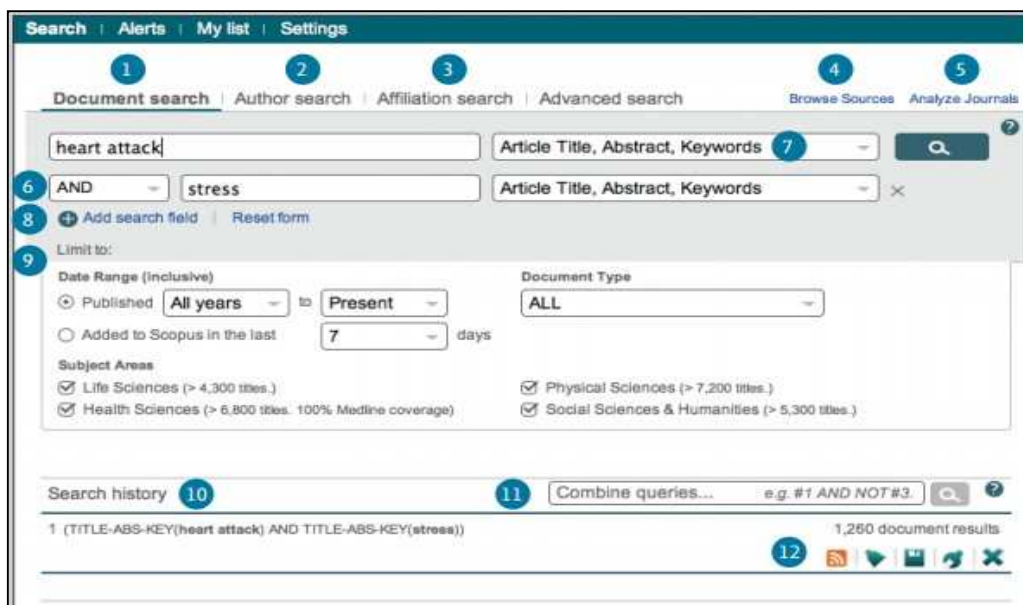 Search | Alerts | My list | Settings
1 2 3 4 5
Document search | Author search | Affiliation search | Advanced search Browse Sources Analyze Journals
heart attack Article Title, Abstract, Keywords 7 ?
6 AND stress Article Title, Abstract, Keywords
8 Add search field | Reset form
9 Limit to:
Date Range (inclusive) Document Type
Published All years to Present ALL
Added to Scopus in the last 7 days
Subject Areas
Life Sciences (> 4,300 titles.) Physical Sciences (> 7,200 titles.)
Health Sciences (> 6,800 titles. 100% Medline coverage) Social Sciences & Humanities (> 5,300 titles.)
Search history 10 11 Combine queries... e.g. #1 AND NOT #3. ?
1 (TITLE-ABS-KEY(heart attack) AND TITLE-ABS-KEY(stress)) 1,260 document results
12